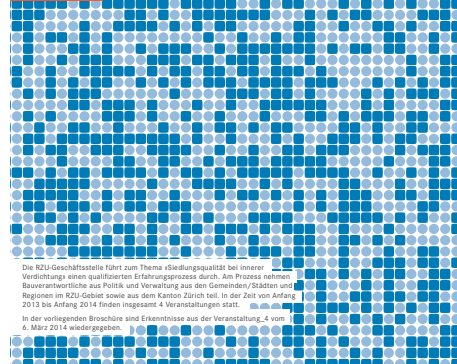 Die RZU-Geschäftsstelle führt zum Thema «Siedlungsqualität bei innerer
Verdichtung» einen qualifizierten Erfahrungsprozess durch. Am Prozess nehmen
Bauverantwortliche aus Politik und Verwaltung aus den Gemeinden/Städten und
Regionen im RZU-Gebiet sowie aus dem Kanton Zürich teil. In der Zeit von Anfang
2013 bis Anfang 2014 finden insgesamt 4 Veranstaltungen statt.
In der vorliegenden Broschüre sind Erkenntnisse aus der Veranstaltung_4 vom
6. März 2014 wiedergegeben.